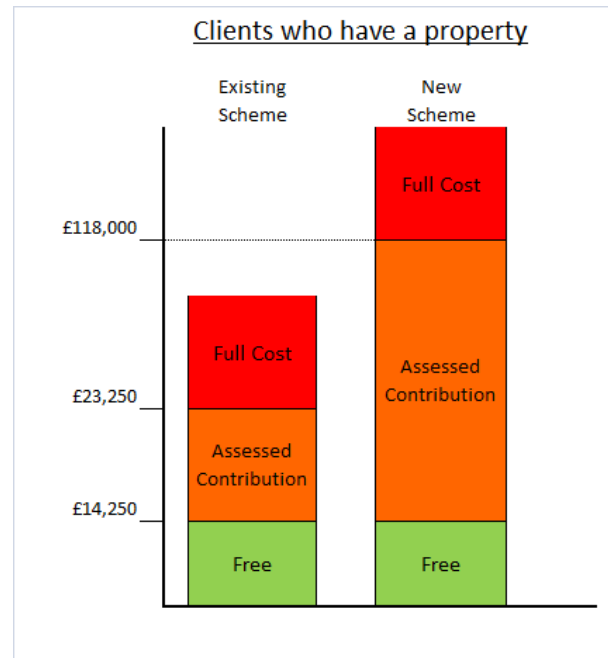 Clients who have a property
Existing
Scheme
New
Scheme
Full Cost
£118,000
Full Cost
Assessed
Contribution
£23,250
Assessed
Contribution
£14,250
Free
Free